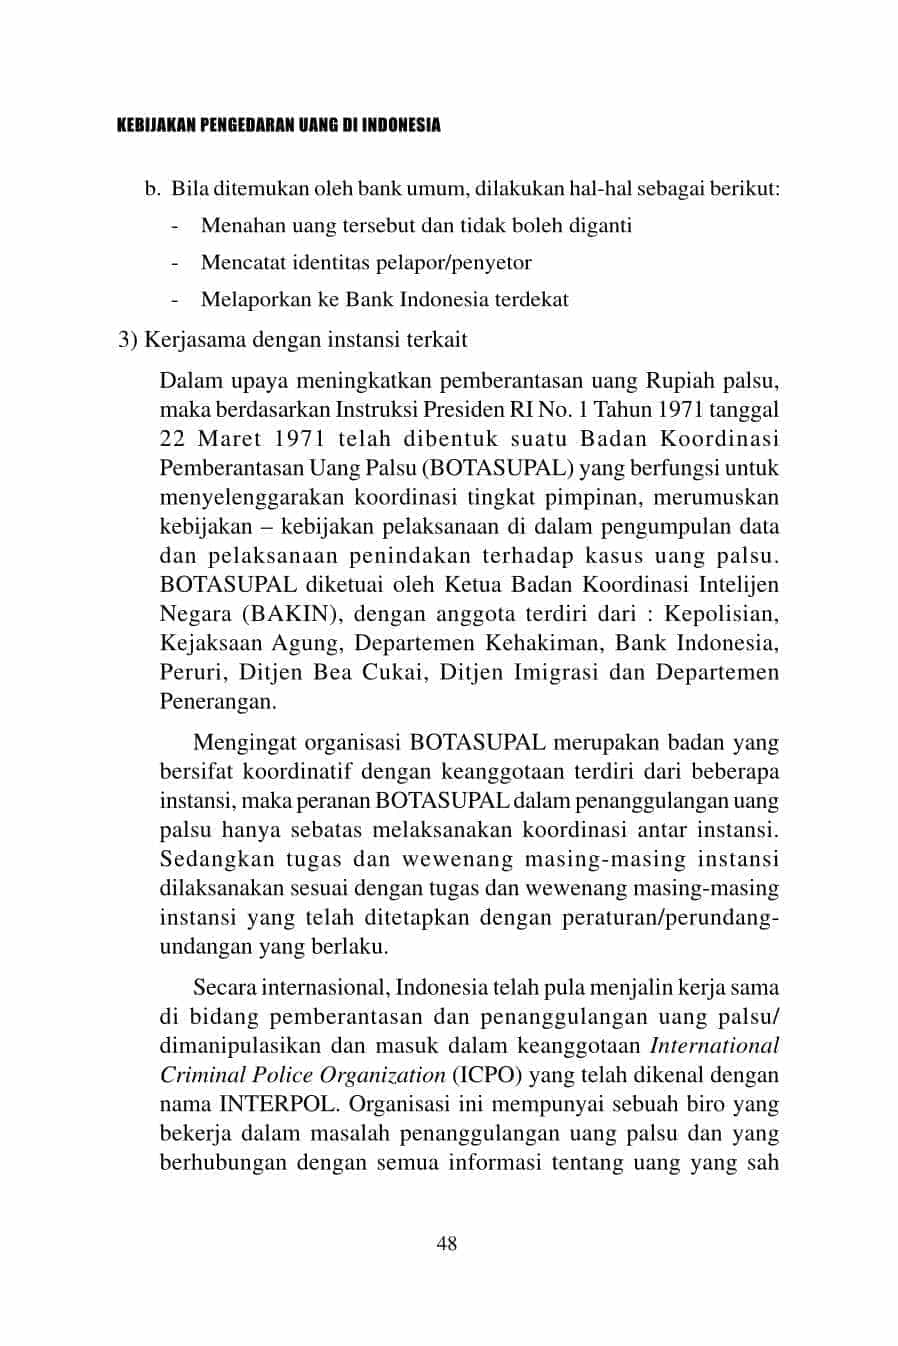 KEBIJAKAN PENGEDARAN UANG DI INDONESIA
b. Bila ditemukan oleh bank umum, dilakukan hal-hal sebagai berikut:
- Menahan uang tersebut dan tidak boleh diganti
- Mencatat identitas pelapor/penyetor
- Melaporkan ke Bank Indonesia terdekat
3) Kerjasama dengan instansi terkait
Dalam upaya meningkatkan pemberantasan uang Rupiah palsu,
maka berdasarkan Instruksi Presiden RI No. 1 Tahun 1971 tanggal
22 Maret 1971 telah dibentuk suatu Badan Koordinasi
Pemberantasan Uang Palsu (BOTASUPAL) yang berfungsi untuk
menyelenggarakan koordinasi tingkat pimpinan, merumuskan
kebijakan – kebijakan pelaksanaan di dalam pengumpulan data
dan pelaksanaan penindakan terhadap kasus uang palsu.
BOTASUPAL diketuai oleh Ketua Badan Koordinasi Intelijen
Negara (BAKIN), dengan anggota terdiri dari : Kepolisian,
Kejaksaan Agung, Departemen Kehakiman, Bank Indonesia,
Peruri, Ditjen Bea Cukai, Ditjen Imigrasi dan Departemen
Penerangan.
Mengingat organisasi BOTASUPAL merupakan badan yang
bersifat koordinatif dengan keanggotaan terdiri dari beberapa
instansi, maka peranan BOTASUPAL dalam penanggulangan uang
palsu hanya sebatas melaksanakan koordinasi antar instansi.
Sedangkan tugas dan wewenang masing-masing instansi
dilaksanakan sesuai dengan tugas dan wewenang masing-masing
instansi yang telah ditetapkan dengan peraturan/perundang-
undangan yang berlaku.
Secara internasional, Indonesia telah pula menjalin kerja sama
di bidang pemberantasan dan penanggulangan uang palsu/
dimanipulasikan dan masuk dalam keanggotaan International
Criminal Police Organization (ICPO) yang telah dikenal dengan
nama INTERPOL. Organisasi ini mempunyai sebuah biro yang
bekerja dalam masalah penanggulangan uang palsu dan yang
berhubungan dengan semua informasi tentang uang yang sah
48